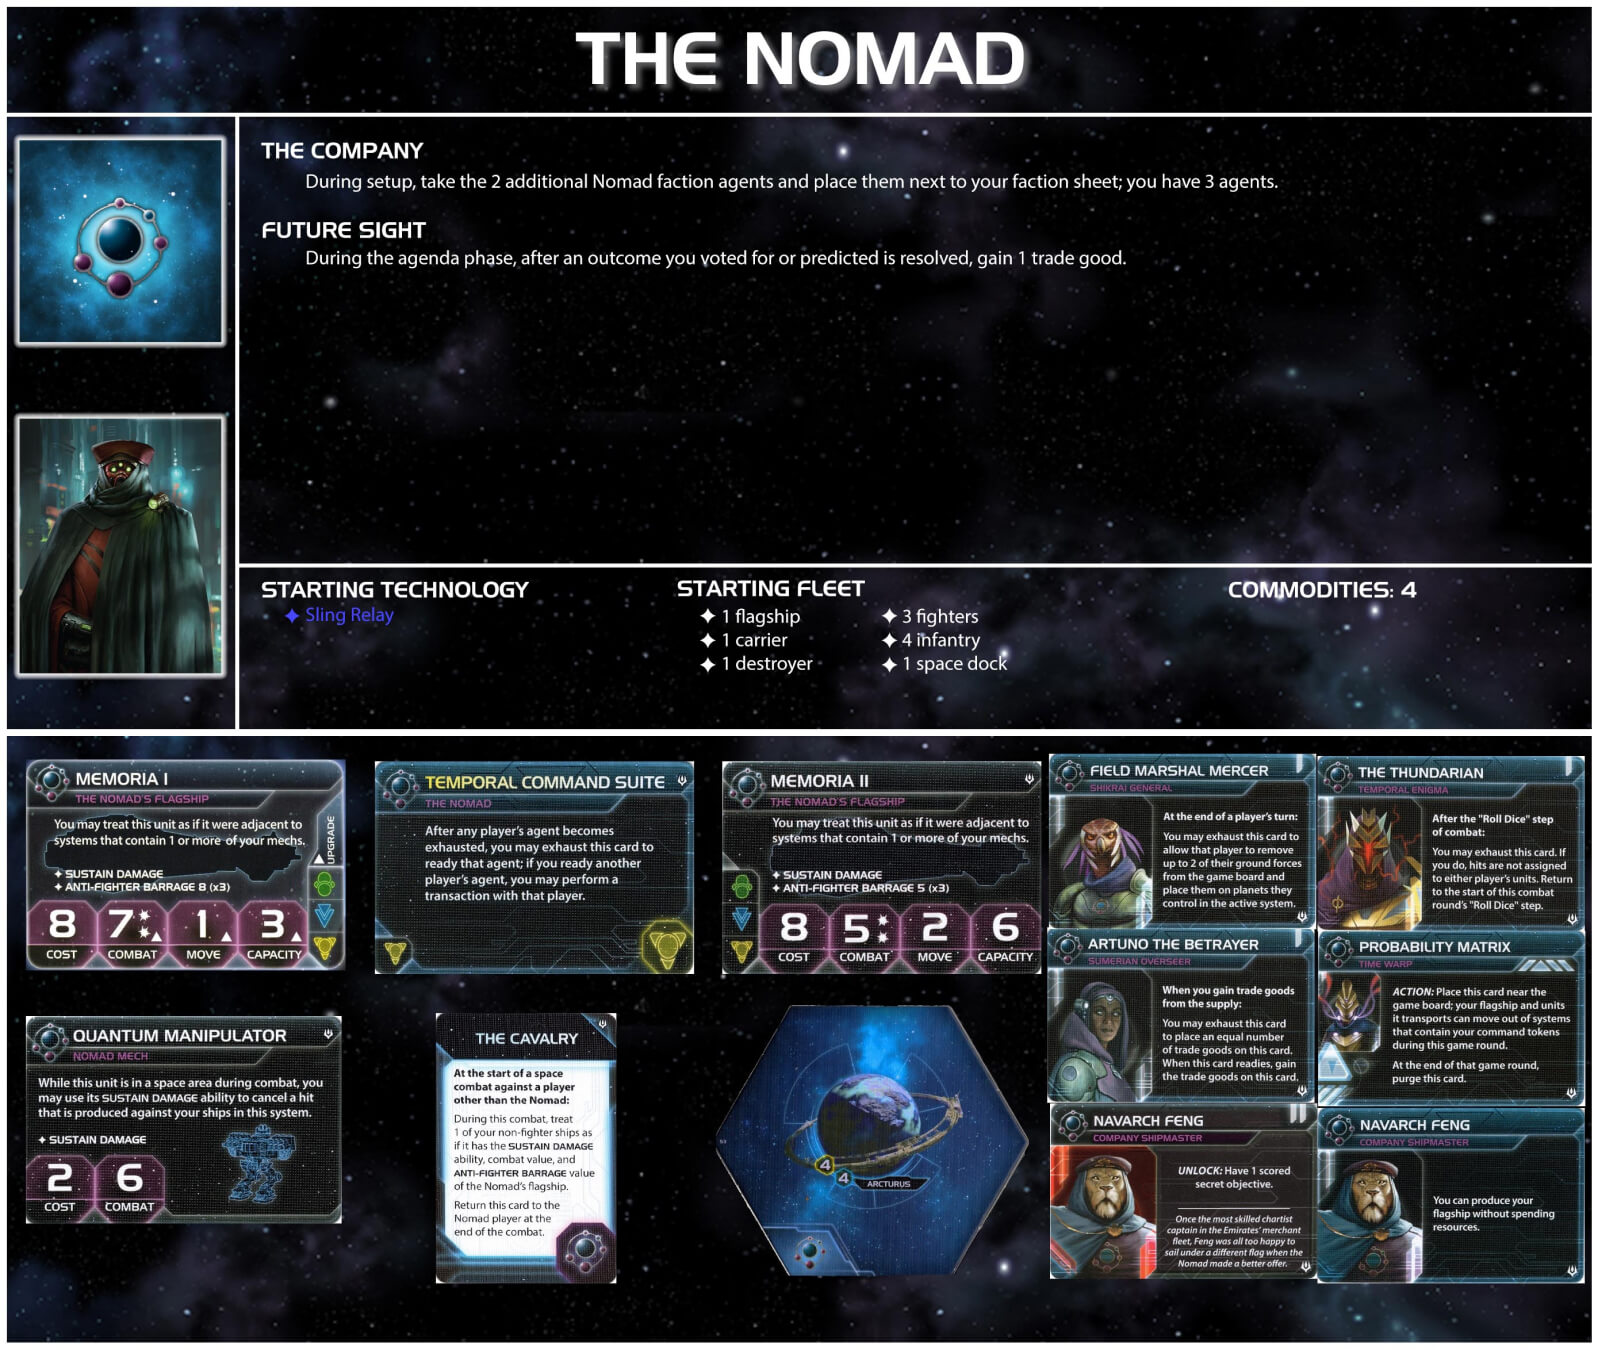 THE NOMAD
THE COMPANY
During setup, take the 2 additional Nomad faction agents and place them next to your faction sheet; you have 3 agents.
FUTURE SIGHT
During the agenda phase, after an outcome you voted for or predicted is resolved, gain 1 trade good.
STARTING TECHNOLOGY
Sling Relay
STARTING FLEET
1 flagship
1 carrier
1 destroyer
3 fighters
4 infantry
1 space dock
COMMODITIES: 4
MEMORIA I
THE NOMAD'S FLAGSHIP
You may treat this unit as if it were adjacent to
systems that contain 1 or more of your mechs.
SUSTAIN DAMAGE
ANTI-FIGHTER BARRAGE 8 (x3)
UPGRADE
8 7 1 3
COST COMBAT MOVE CAPACITY
TEMPORAL COMMAND SUITE
THE NOMAD
After any player's agent becomes
exhausted, you may exhaust this card to
ready that agent; if you ready another
player's agent, you may perform a
transaction with that player.
MEMORIA II
THE NOMAD'S FLAGSHIP
You may treat this unit as if it were adjacent to
systems that contain 1 or more of your mechs.
SUSTAIN DAMAGE
ANTI-FIGHTER BARRAGE 5 (x3)
8 5 2 6
COST COMBAT MOVE CAPACITY
FIELD MARSHAL MERCER
SHIKRAI GENERAL
At the end of a player's turn:
You may exhaust this card to
allow that player to remove
up to 2 of their ground forces
from the game board and
place them on planets they
control in the active system.
THE THUNDARIAN
TEMPORAL ENIGMA
After the "Roll Dice" step
of combat:
You may exhaust this card. If
you do, hits are not assigned
to either player's units. Return
to the start of this combat
round's "Roll Dice" step.
ARTUNO THE BETRAYER
SUMERIAN OVERSEER
When you gain trade goods
from the supply:
You may exhaust this card
to place an equal number
of trade goods on this card.
When this card readies, gain
the trade goods on this card.
PROBABILITY MATRIX
TIME WARP
ACTION: Place this card near the
game board; your flagship and units
it transports can move out of systems
that contain your command tokens
during this game round.
At the end of that game round,
purge this card.
QUANTUM MANIPULATOR
NOMAD MECH
While this unit is in a space area during combat, you
may use its SUSTAIN DAMAGE ability to cancel a hit
that is produced against your ships in this system.
SUSTAIN DAMAGE
2 6
COST COMBAT
THE CAVALRY
At the start of a space
combat against a player
other than the Nomad:
During this combat, treat
1 of your non-fighter ships as
if it has the SUSTAIN DAMAGE
ability, combat value, and
ANTI-FIGHTER BARRAGE value
of the Nomad's flagship.
Return this card to the
Nomad player at the
end of the combat.
53
4
4
ARCTURUS
NAVARCH FENG
COMPANY SHIPMASTER
UNLOCK: Have 1 scored
secret objective.
Once the most skilled chartist
captain in the Emirates' merchant
fleet, Feng was all too happy to
sail under a different flag when the
Nomad made a better offer.
NAVARCH FENG
COMPANY SHIPMASTER
You can produce your
flagship without spending
resources.